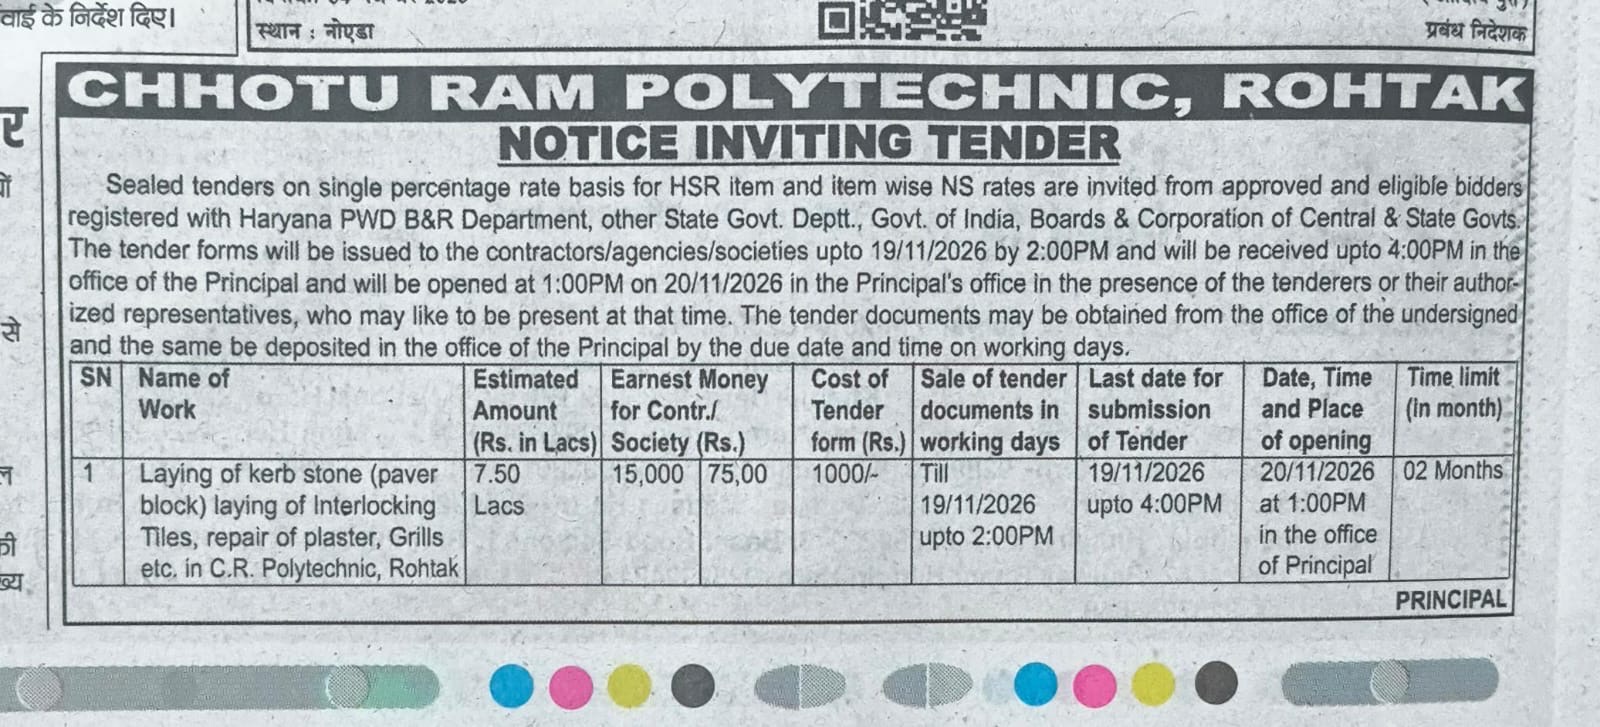 वाई के निर्देश दिए।
स्थान : नोएडा
प्रबंध निदेशक
CHHOTU RAM POLYTECHNIC, ROHTAK
NOTICE INVITING TENDER
Sealed tenders on single percentage rate basis for HSR item and item wise NS rates are invited from approved and eligible bidders
registered with Haryana PWD B&R Department, other State Govt. Deptt., Govt. of India, Boards & Corporation of Central & State Govts.
The tender forms will be issued to the contractors/agencies/societies upto 19/11/2026 by 2:00PM and will be received upto 4:00PM in the
office of the Principal and will be opened at 1:00PM on 20/11/2026 in the Principal's office in the presence of the tenderers or their author-
ized representatives, who may like to be present at that time. The tender documents may be obtained from the office of the undersigned
and the same be deposited in the office of the Principal by the due date and time on working days.
SN Name of Estimated Earnest Money Cost of Sale of tender Last date for Date, Time Time limit
Work Amount for Contr./ Tender documents in submission and Place (in month)
(Rs. in Lacs) Society (Rs.) form (Rs.) working days of Tender of opening
1 Laying of kerb stone (paver 7.50 15,000 75,00 1000/- Till 19/11/2026 20/11/2026 02 Months
block) laying of Interlocking Lacs 19/11/2026 upto 4:00PM at 1:00PM
Tiles, repair of plaster, Grills upto 2:00PM in the office
etc. in C.R. Polytechnic, Rohtak of Principal
PRINCIPAL